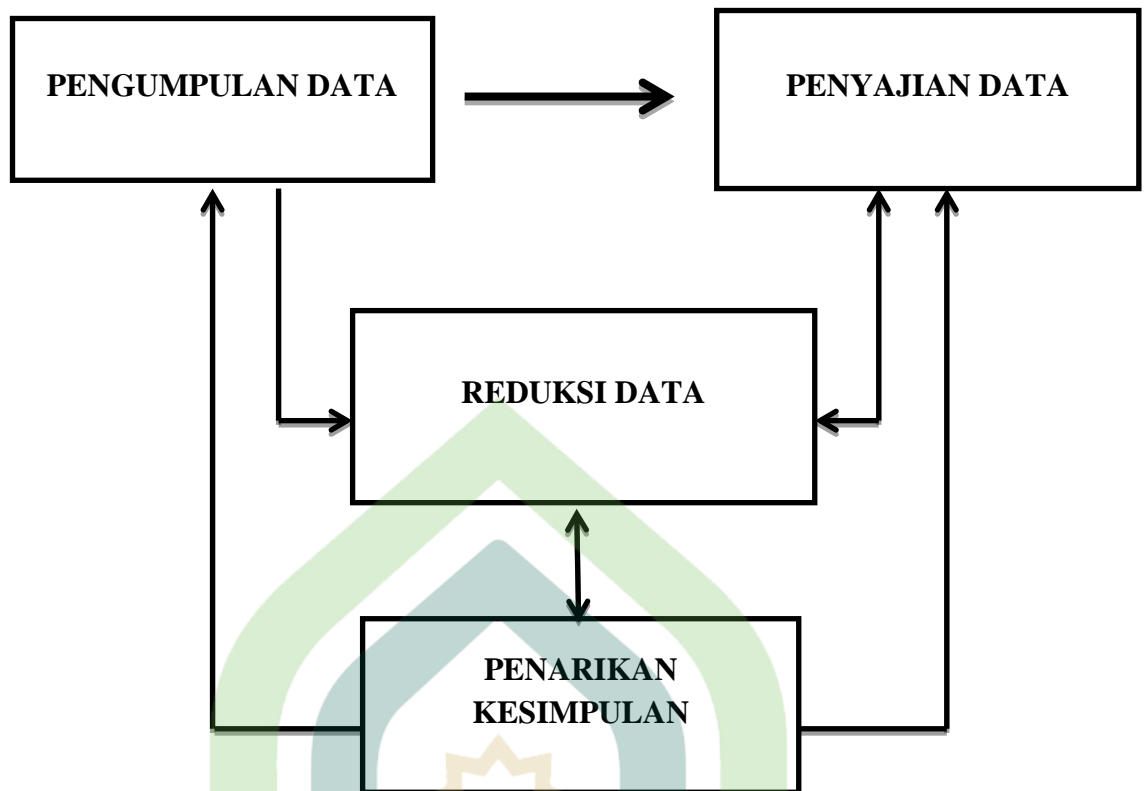 PENGUMPULAN DATA
PENYAJIAN DATA
REDUKSI DATA
PENARIKAN
KESIMPULAN